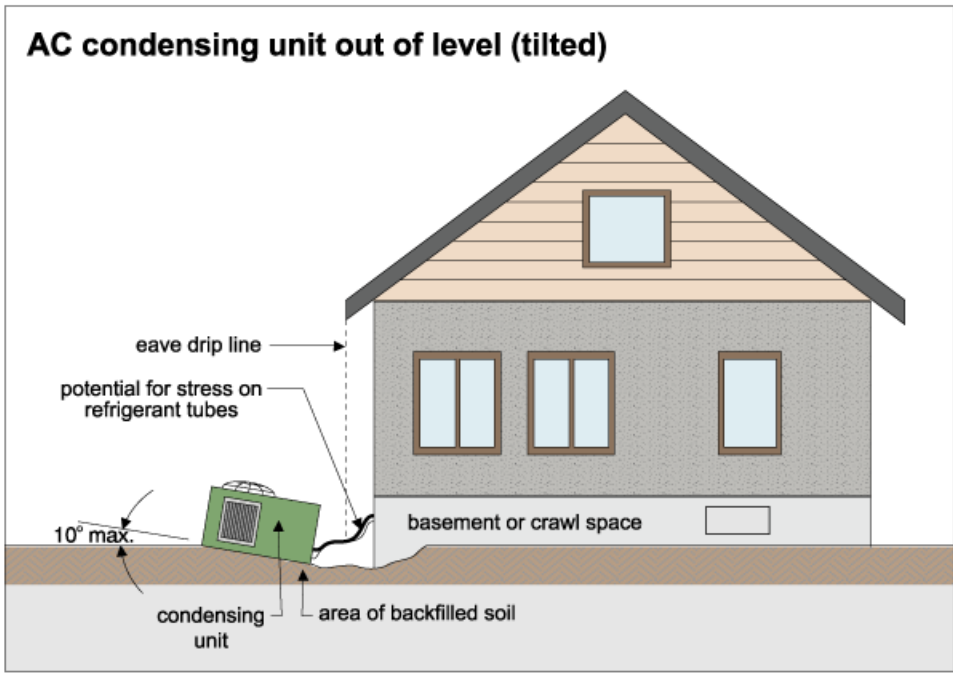 AC condensing unit out of level (tilted)
eave drip line
potential for stress on
refrigerant tubes
10° max.
basement or crawl space
condensing
unit
area of backfilled soil